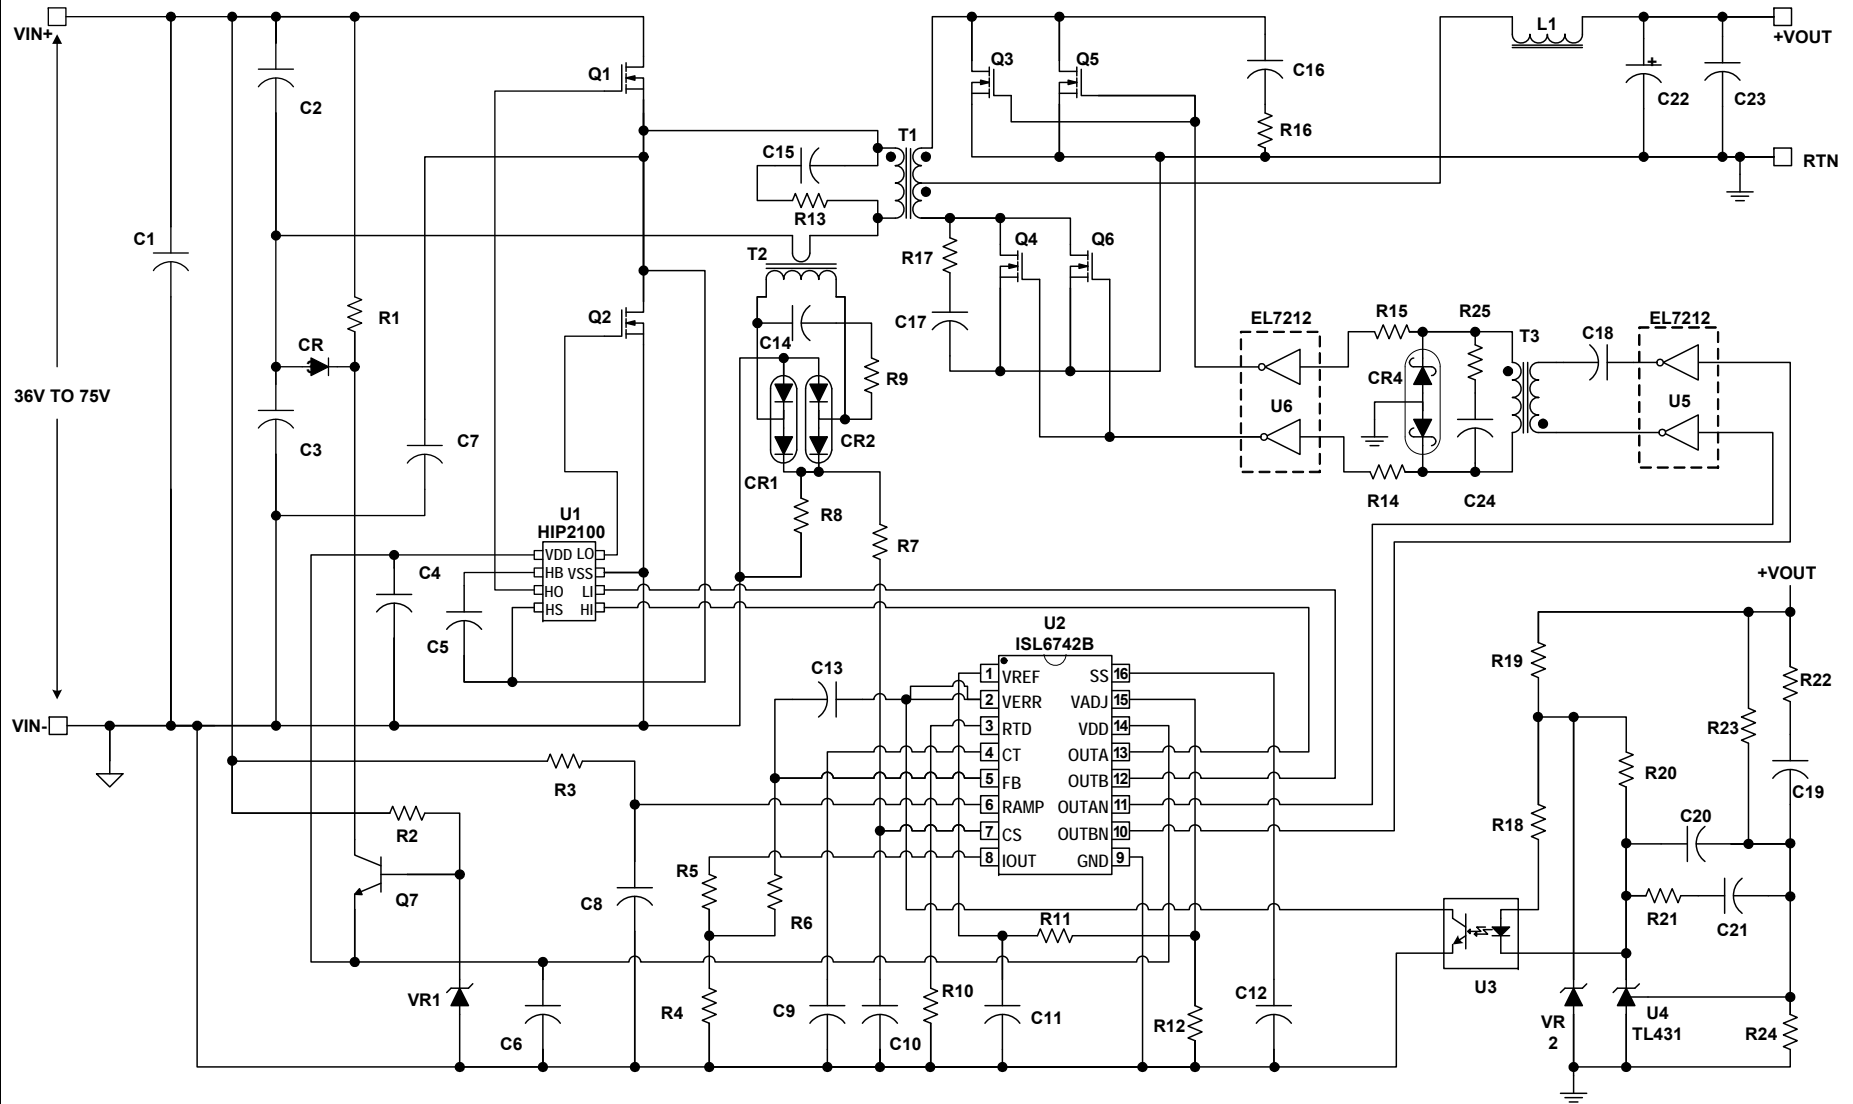 VIN+
L1
+VOUT
Q3
Q5
C16
Q1
C2
C22
C23
R16
T1
C15
RTN
R13
C1
Q4
Q6
T2
R17
R1
Q2
C17
R15
R25
EL7212
EL7212
T3
C18
CR
C14
R9
CR4
36V TO 75V
U6
U5
C3
C7
CR2
CR1
R14
C24
R8
U1
HIP2100
R7
VDD LO
HB VSS
HO LI
HS HI
C4
C5
+VOUT
U2
ISL6742B
C13
R19
R22
1 VREF SS 16
2 VERR VADJ 15
3 RTD VDD 14
4 CT OUTA 13
5 FB OUTB 12
6 RAMP OUTAN 11
7 CS OUTBN 10
8 IOUT GND 9
VIN-
R23
R20
R3
C19
R2
R18
C20
R5
Q7
C8
R6
R11
R21
C21
VR1
R10
C12
U3
R4
C9
C11
U4
TL431
C6
C10
R12
VR
2
R24